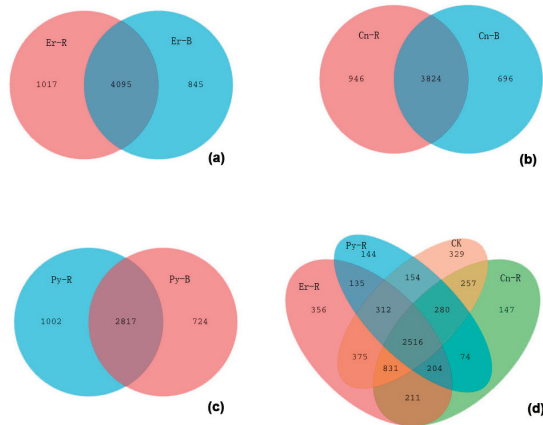 Er-R
Er-B
1017
4095
845
(a)
Cn-R
Cn-B
946
3824
696
(b)
Py-R
Py-B
1002
2817
724
(c)
Py-R
CK
144
329
Er-R
Cn-R
135
154
257
356
312
280
147
2516
375
74
831
204
211
(d)